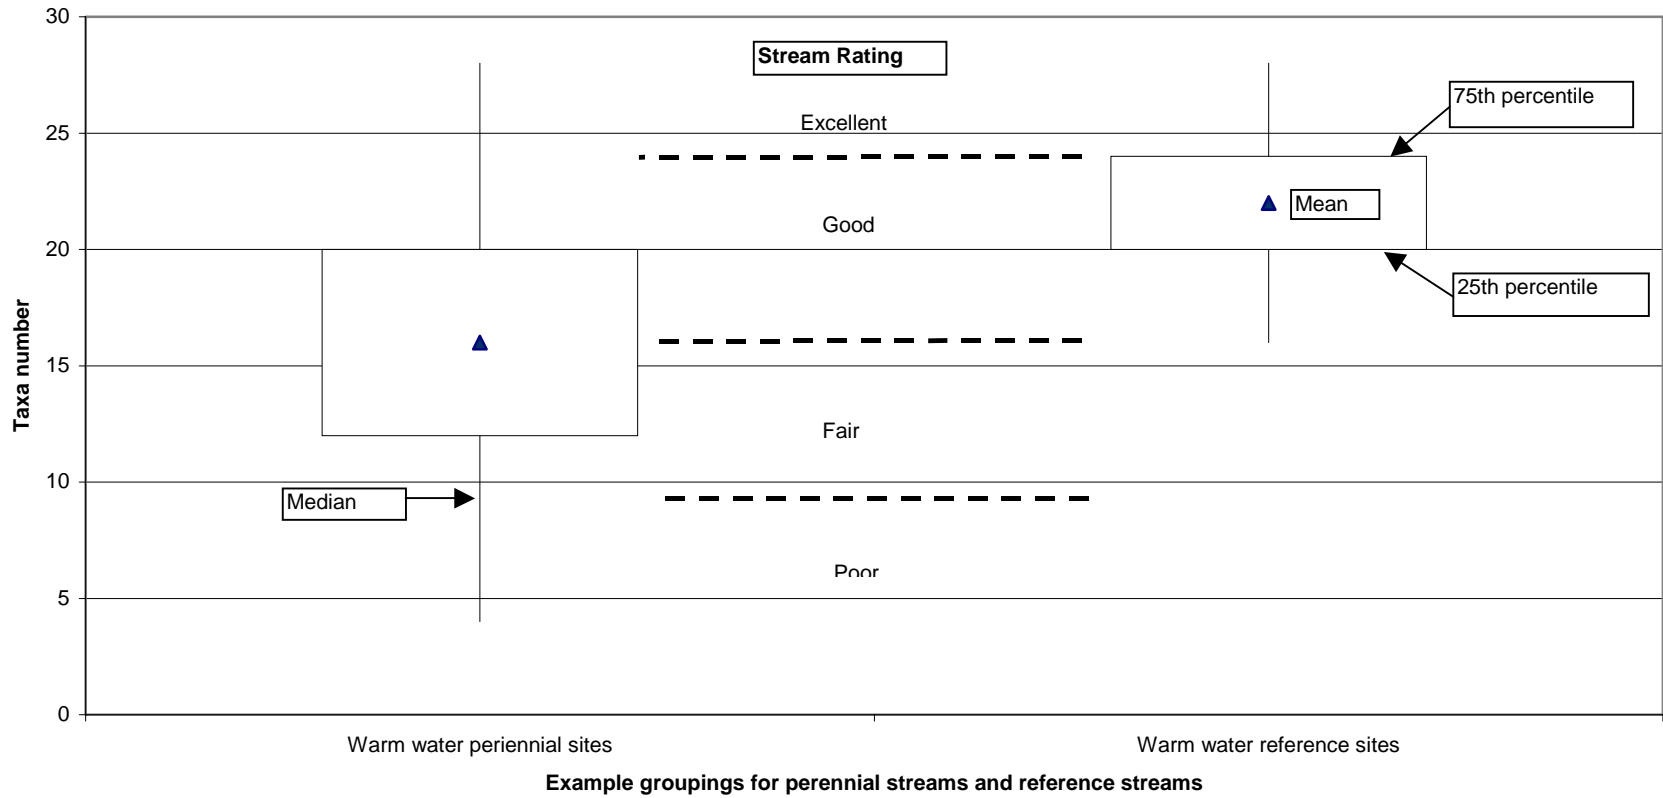 30
Stream Rating
75th percentile
Excellent
25
Good
Mean
20
25th percentile
Taxa number
15
Fair
10
Median
Poor
5
0
Warm water periennial sites
Warm water reference sites
Example groupings for perennial streams and reference streams